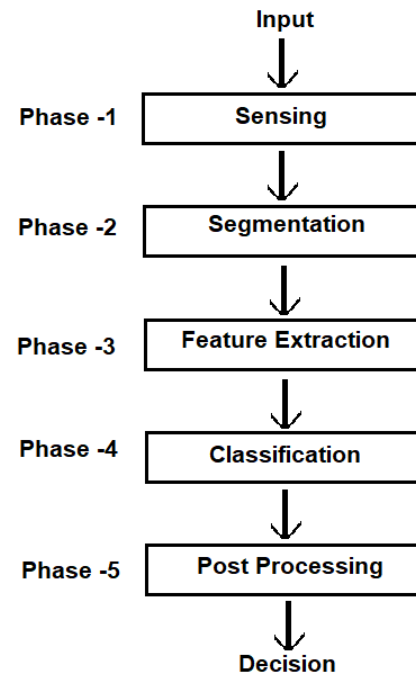 Input
Phase -1
Sensing
Phase -2
Segmentation
Phase -3
Feature Extraction
Phase -4
Classification
Phase -5
Post Processing
Decision